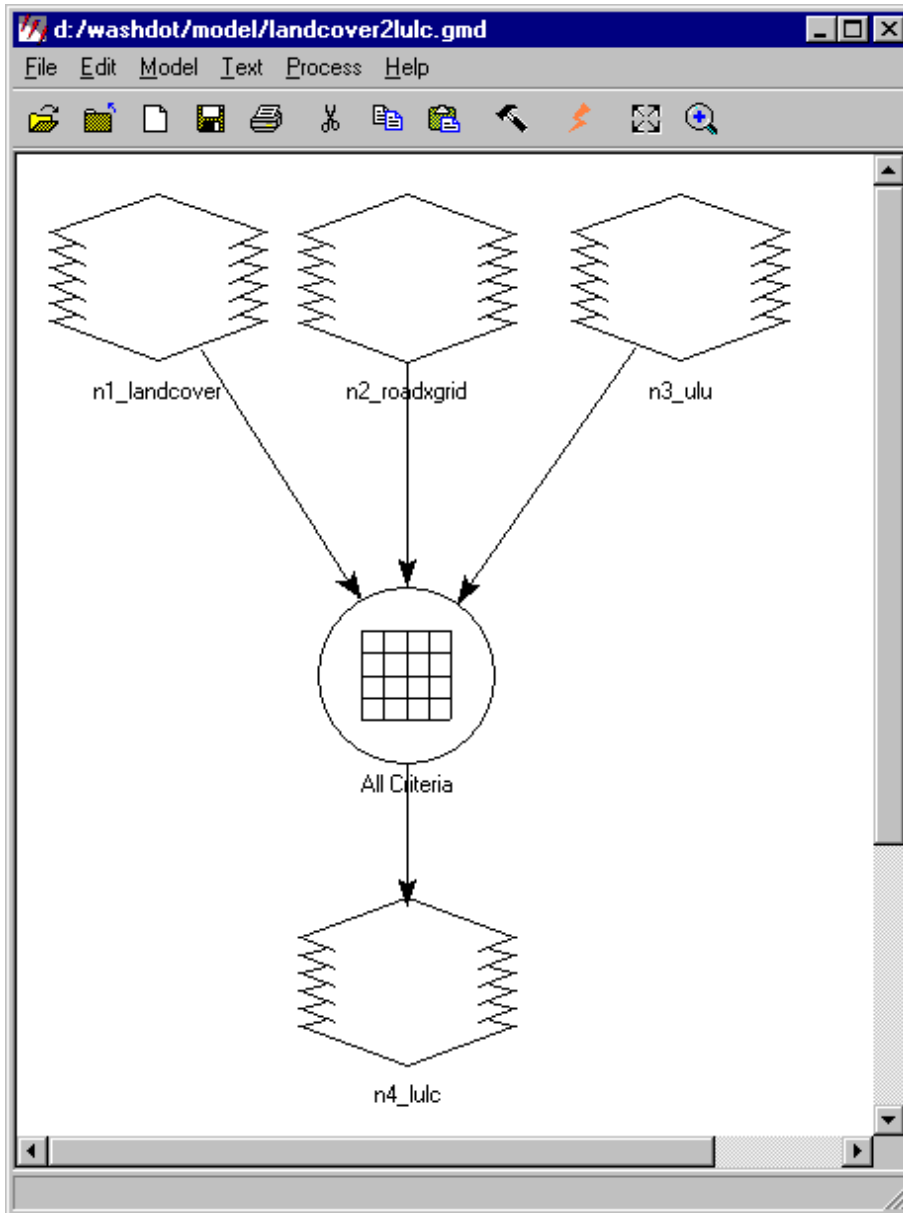 d:/washdot/model/landcover2lulc.gmd
File Edit Model Text Process Help
n1_landcover n2_roadxgrid n3_ulu
All Criteria
n4_lulc